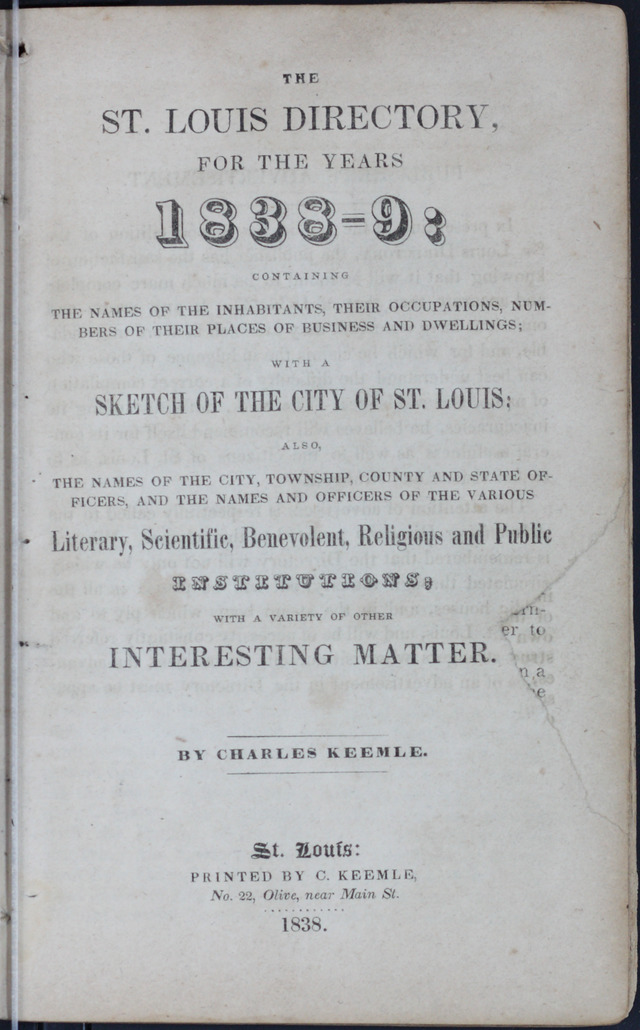 THE
ST. LOUIS DIRECTORY,
FOR THE YEARS
1838=9;
CONTAINING
THE NAMES OF THE INHABITANTS, THEIR OCCUPATIONS, NUM-
BERS OF THEIR PLACES OF BUSINESS AND DWELLINGS;
WITH A
SKETCH OF THE CITY OF ST. LOUIS;
ALSO,
THE NAMES OF THE CITY, TOWNSHIP, COUNTY AND STATE OF-
FICERS, AND THE NAMES AND OFFICERS OF THE VARIOUS
Literary, Scientific, Benevolent, Religious and Public
INSTITUTIONS,
WITH A VARIETY OF OTHER
er to
INTERESTING MATTER.
BY CHARLES KEEMLE.
St. Louis:
PRINTED BY C. KEEMLE,
No. 22, Olive, near Main St.
1838.